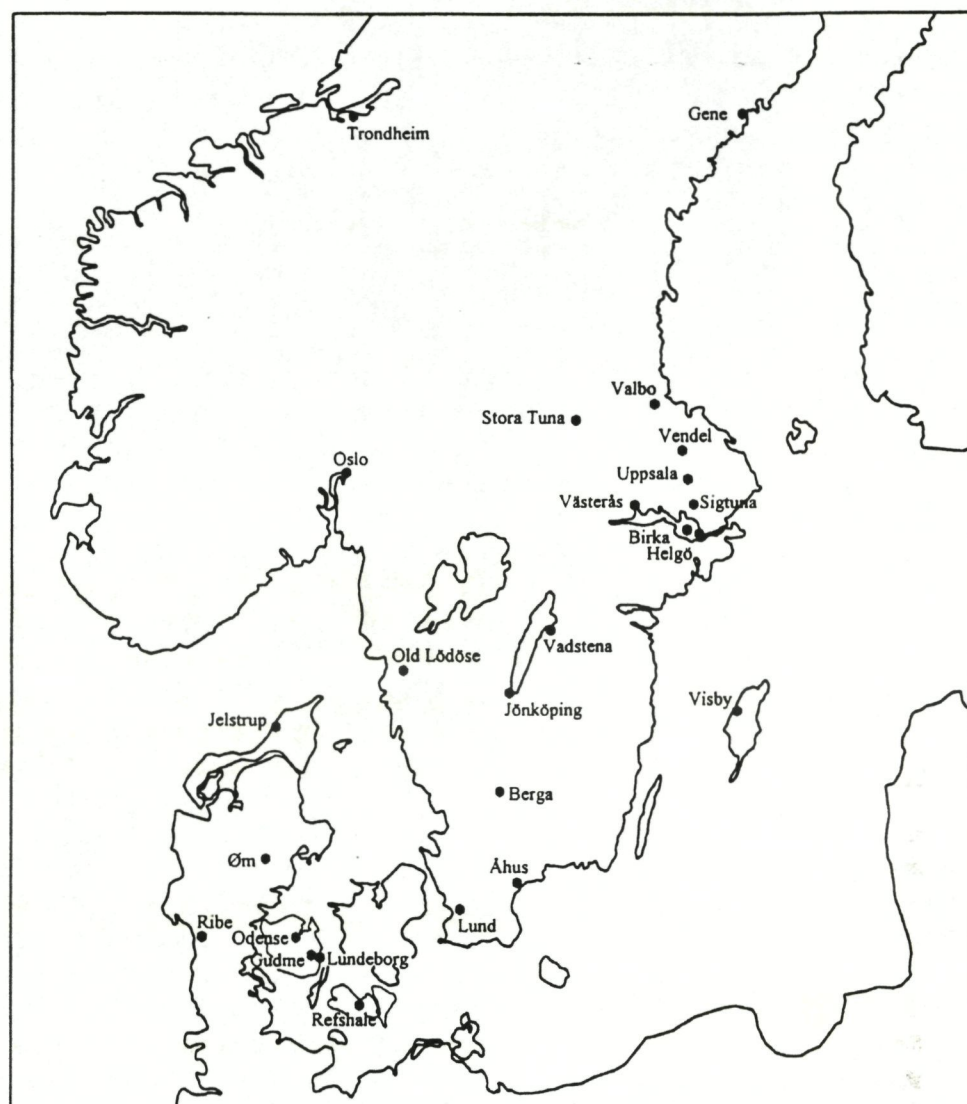 Trondheim
Gene
Valbo
Stora Tuna
Vendel
Oslo
Uppsala
Västerås
Sigtuna
Birka
Helgö
Vadstena
Old Lödöse
Jönköping
Visby
Jelstrup
Berga
Øm
Åhus
Lund
Ribe
Odense
Gudme
Lundeborg
Refshale